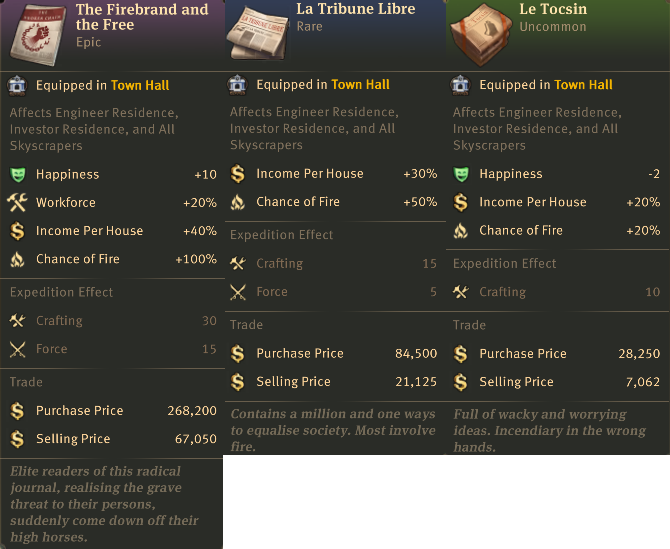 The Firebrand and
the Free
Epic
Equipped in Town Hall
Affects Engineer Residence,
Investor Residence, and All
Skyscrapers
Happiness +10
Workforce +20%
Income Per House +40%
Chance of Fire +100%
Expedition Effect
Crafting 30
Force 15
Trade
Purchase Price 268,200
Selling Price 67,050
Elite readers of this radical
journal, realising the grave
threat to their persons,
suddenly come down off their
high horses.
La Tribune Libre
Rare
Equipped in Town Hall
Affects Engineer Residence,
Investor Residence, and All
Skyscrapers
Income Per House +30%
Chance of Fire +50%
Expedition Effect
Crafting 15
Force 5
Trade
Purchase Price 84,500
Selling Price 21,125
Contains a million and one ways
to equalise society. Most involve
fire.
Le Tocsin
Uncommon
Equipped in Town Hall
Affects Engineer Residence,
Investor Residence, and All
Skyscrapers
Happiness -2
Income Per House +20%
Chance of Fire +20%
Expedition Effect
Crafting 10
Trade
Purchase Price 28,250
Selling Price 7,062
Full of wacky and worrying
ideas. Incendiary in the wrong
hands.